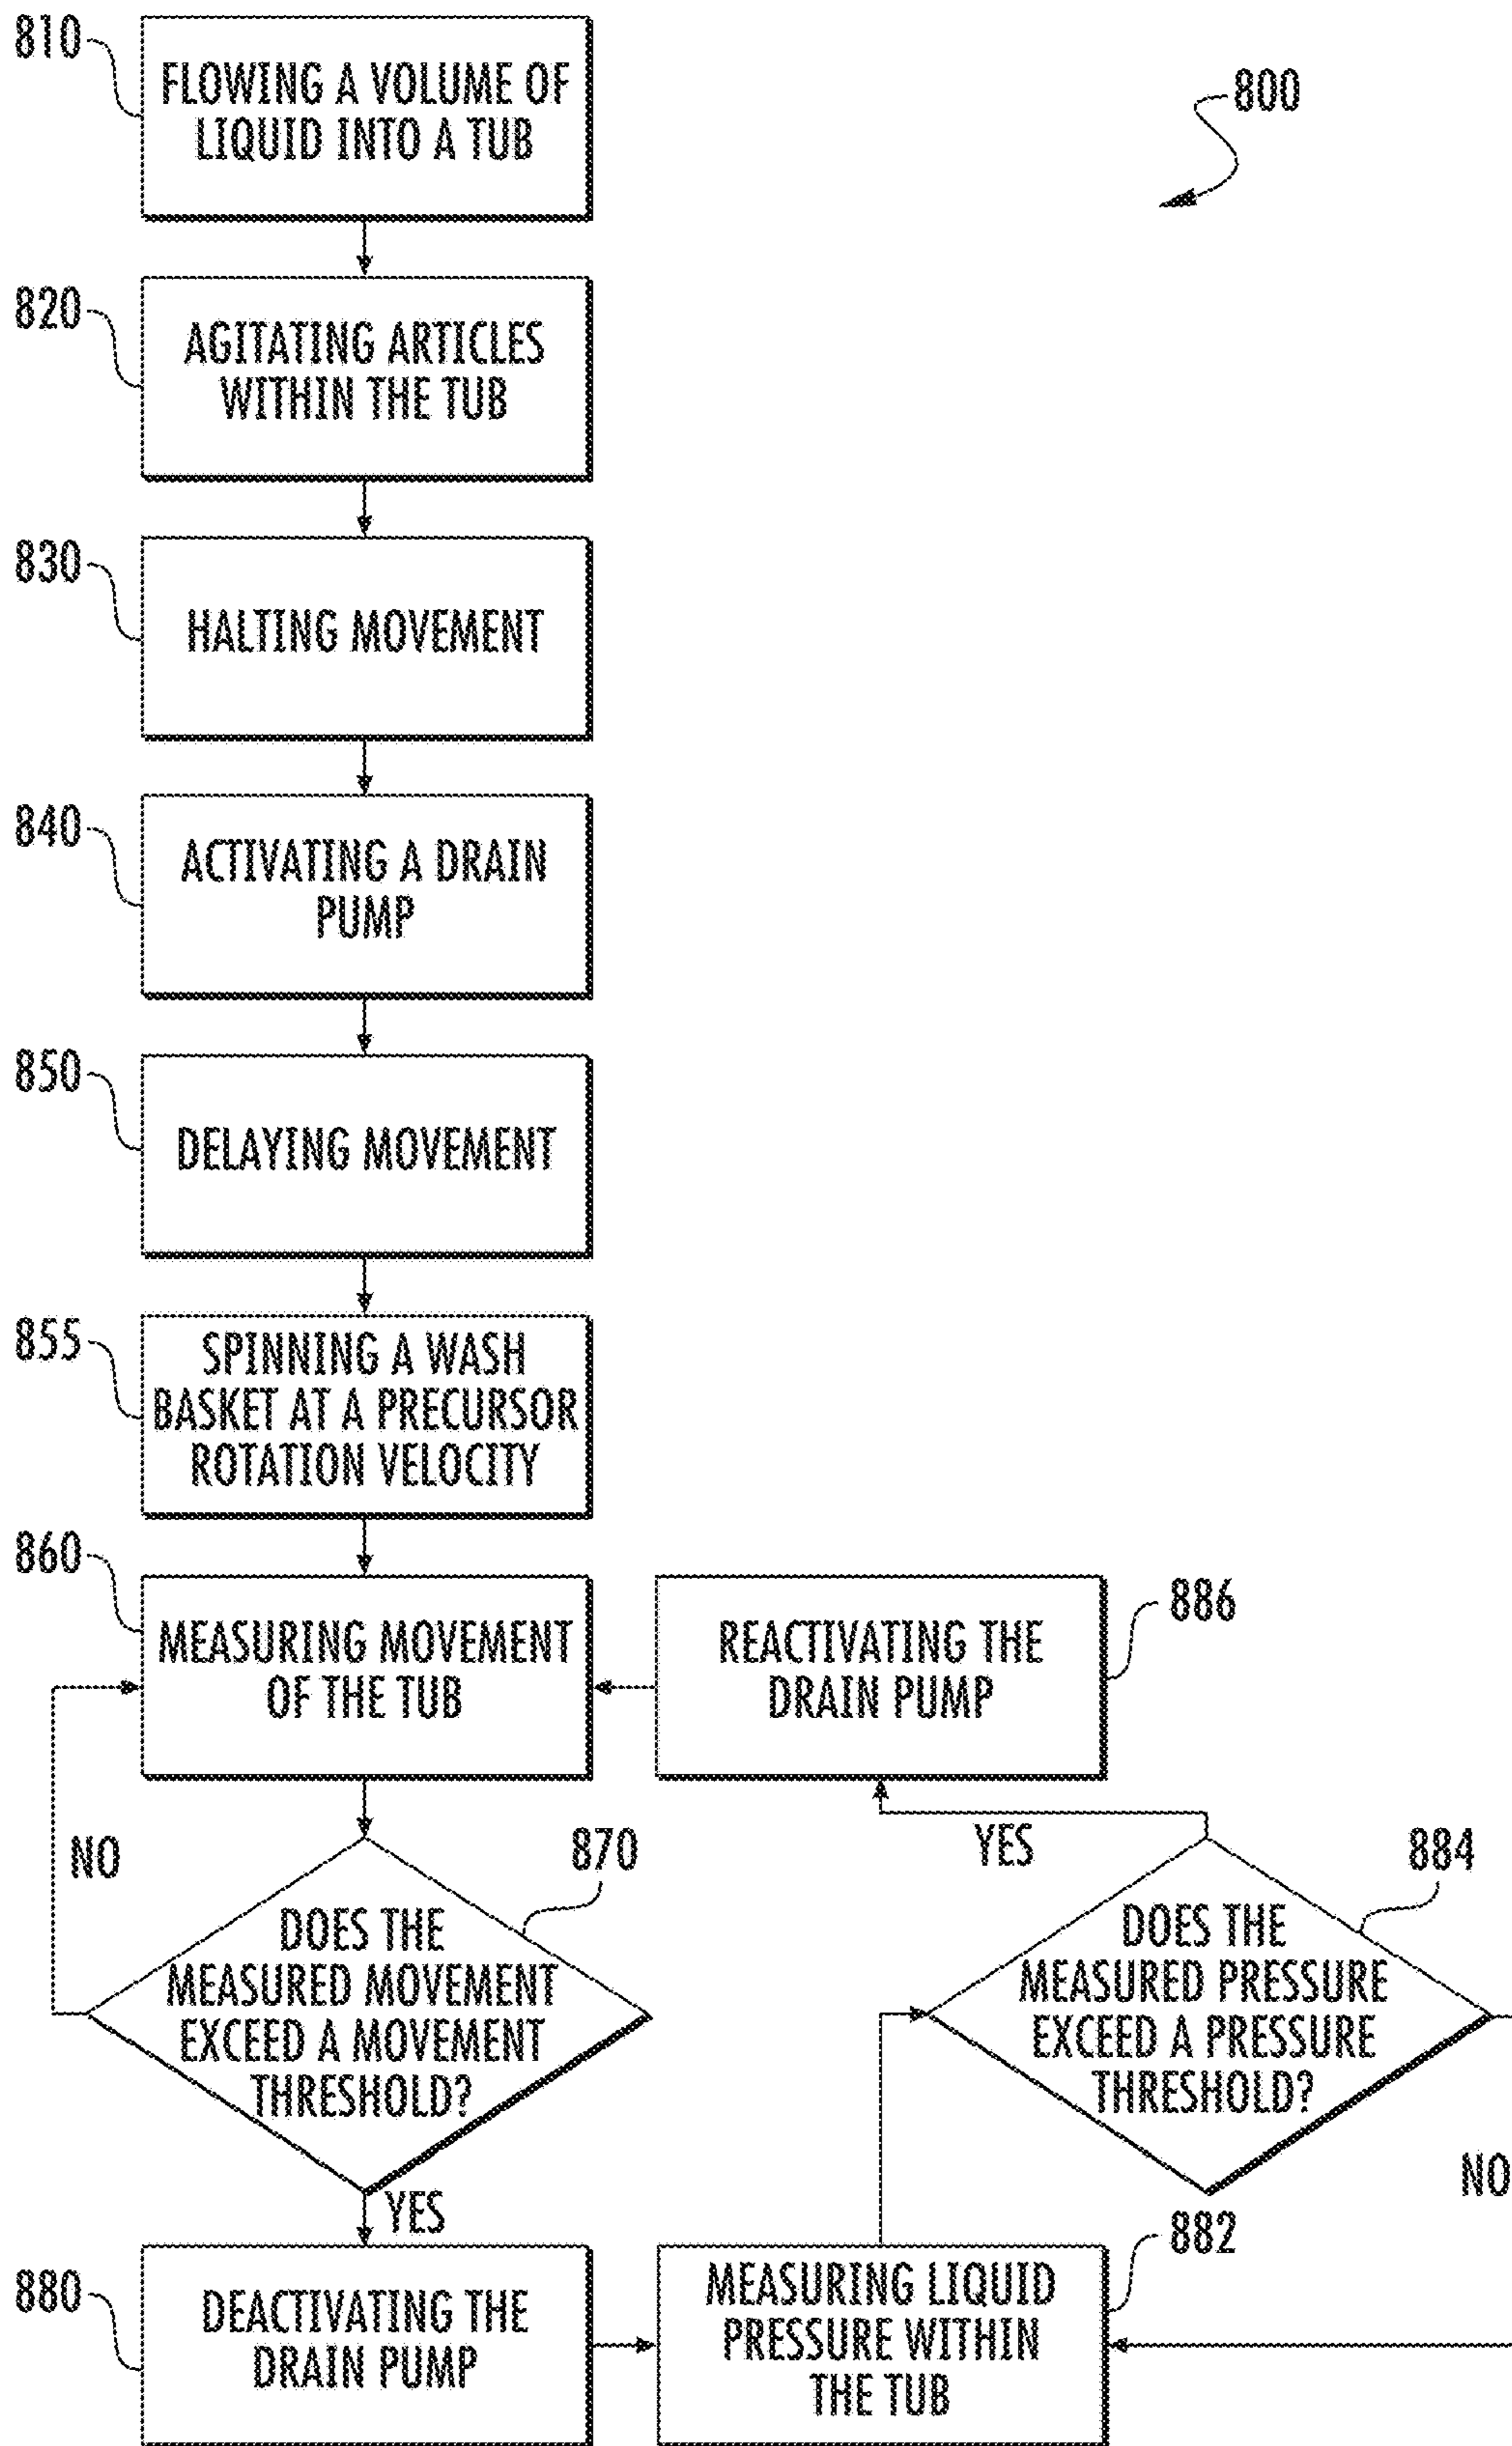 810
FLOWING A VOLUME OF
LIQUID INTO A TUB
800
820
AGITATING ARTICLES
WITHIN THE TUB
830
HALTING MOVEMENT
840
ACTIVATING A DRAIN
PUMP
850
DELAYING MOVEMENT
855
SPINNING A WASH
BASKET AT A PRECURSOR
ROTATION VELOCITY
860
MEASURING MOVEMENT
OF THE TUB
REACTIVATING THE
DRAIN PUMP
886
NO
870
DOES THE
MEASURED MOVEMENT
EXCEED A MOVEMENT
THRESHOLD?
YES
YES
884
DOES THE
MEASURED PRESSURE
EXCEED A PRESSURE
THRESHOLD?
NO
880
DEACTIVATING THE
DRAIN PUMP
882
MEASURING LIQUID
PRESSURE WITHIN
THE TUB